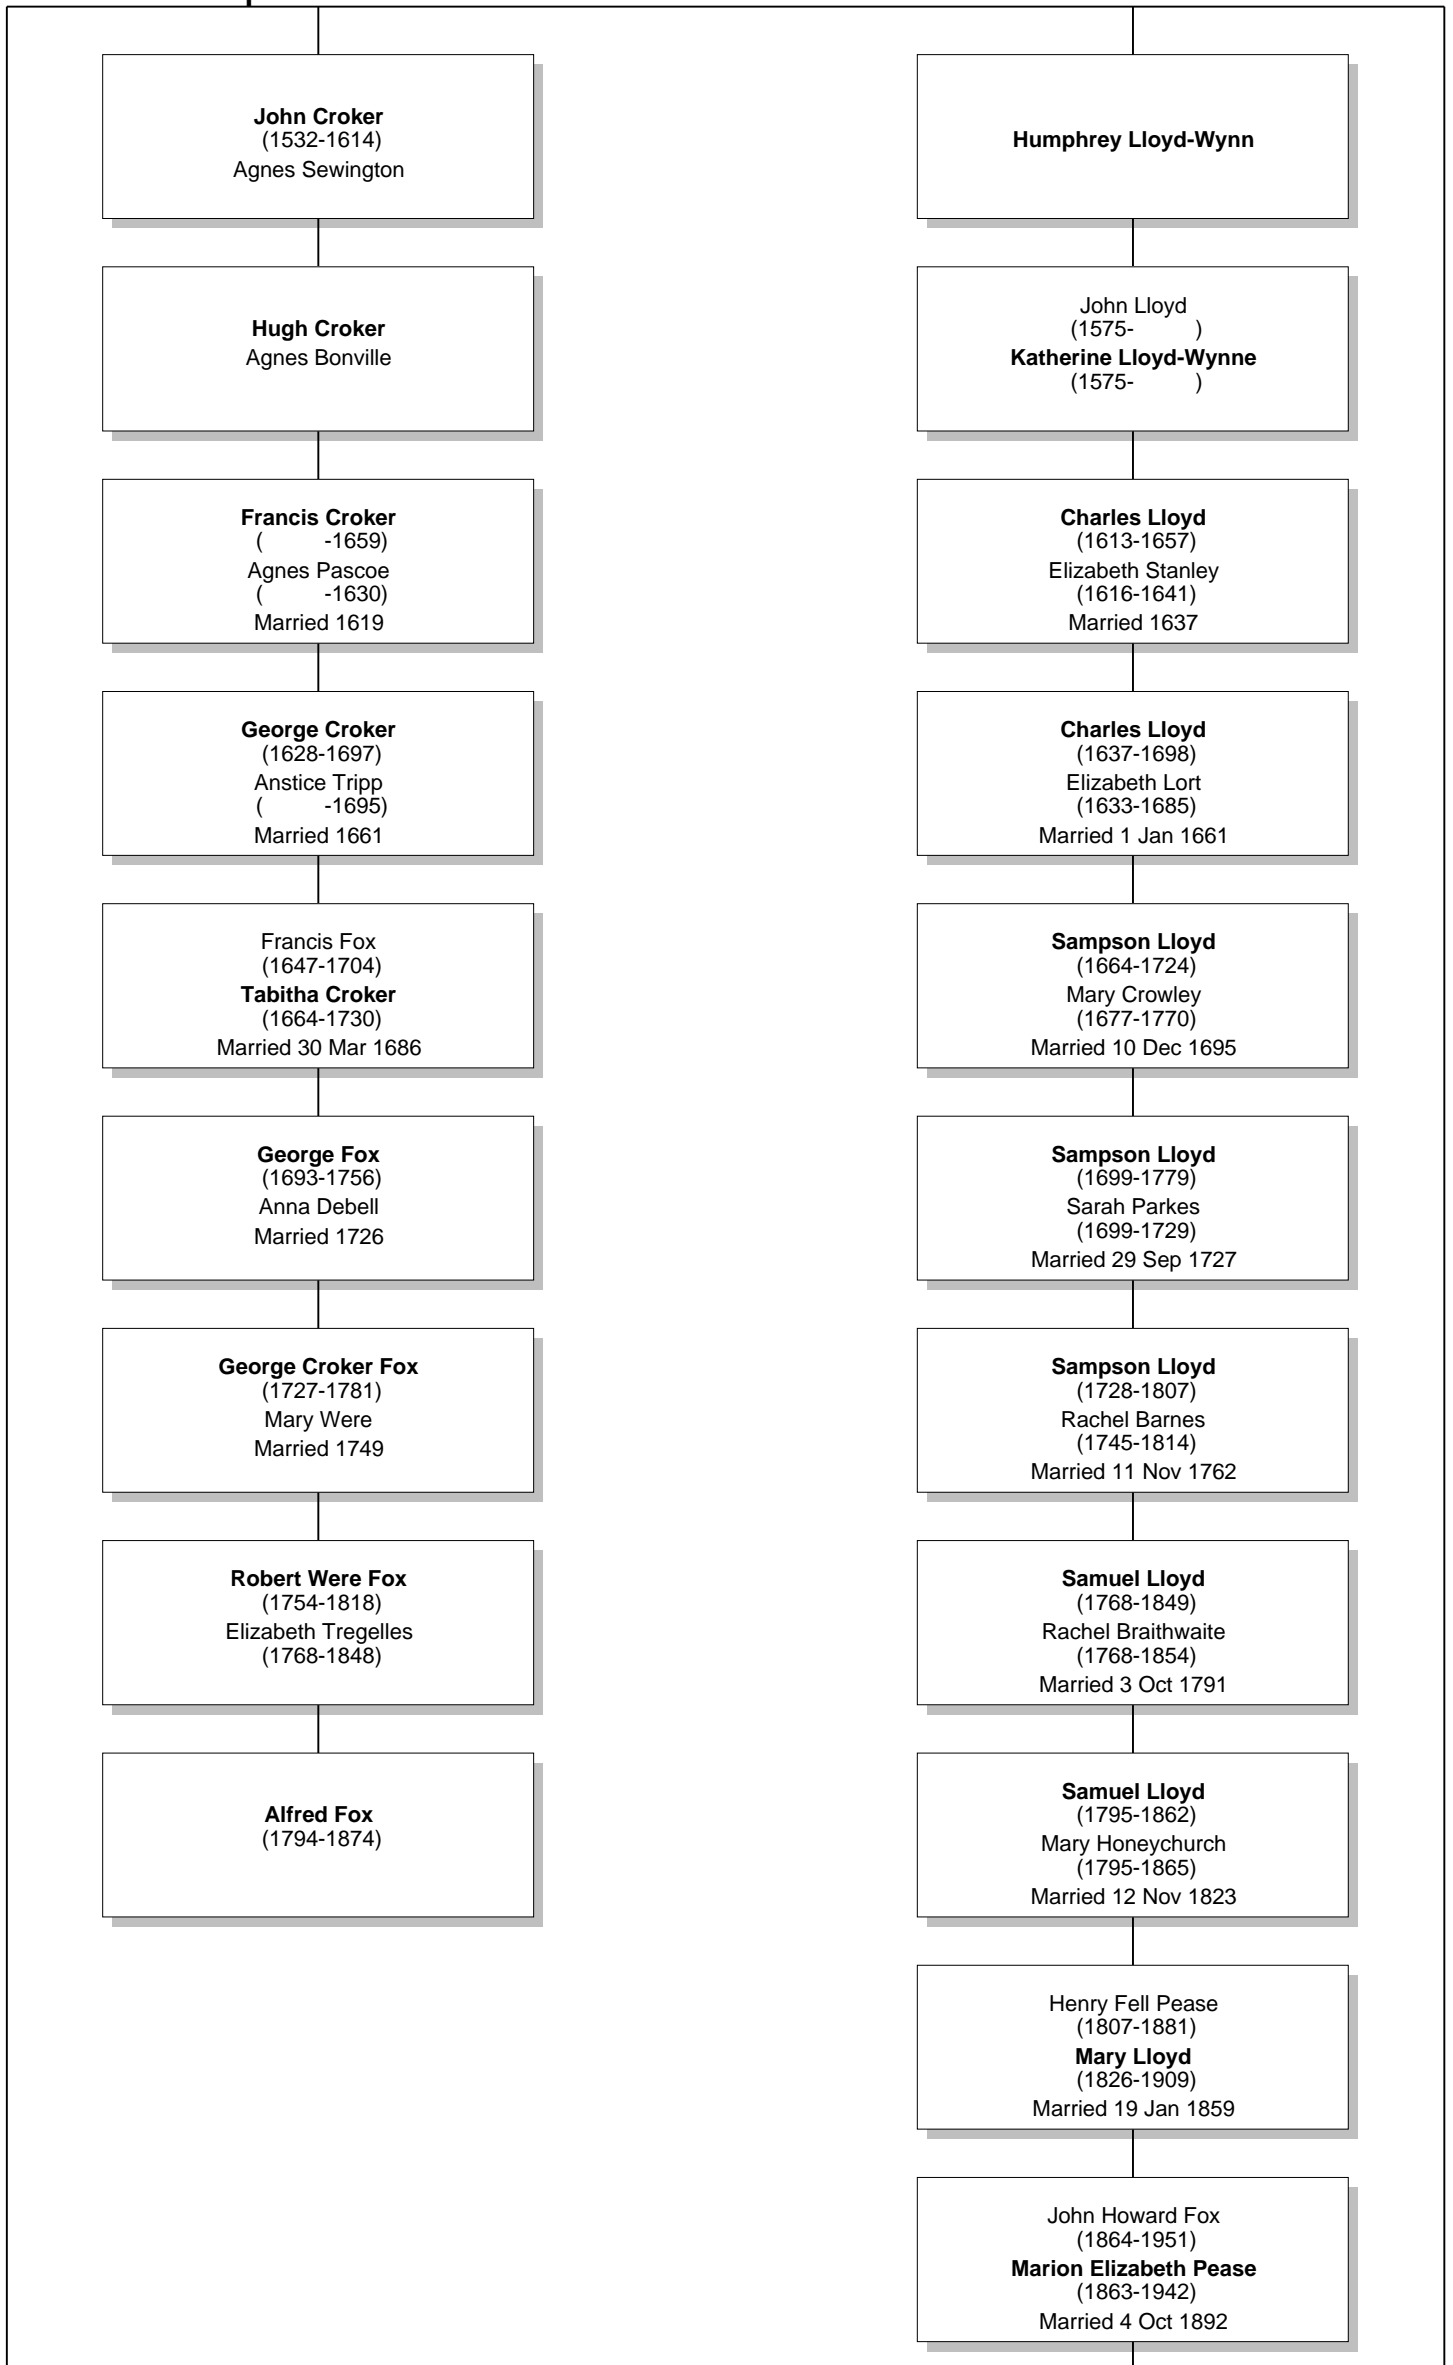 John Croker
(1532-1614)
Agnes Sewington
Hugh Croker
Agnes Bonville
Francis Croker
( -1659)
Agnes Pascoe
( -1630)
Married 1619
George Croker
(1628-1697)
Anstice Tripp
( -1695)
Married 1661
Francis Fox
(1647-1704)
Tabitha Croker
(1664-1730)
Married 30 Mar 1686
George Fox
(1693-1756)
Anna Debell
Married 1726
George Croker Fox
(1727-1781)
Mary Were
Married 1749
Robert Were Fox
(1754-1818)
Elizabeth Tregelles
(1768-1848)
Alfred Fox
(1794-1874)
Humphrey Lloyd-Wynn
John Lloyd
(1575- )
Katherine Lloyd-Wynne
(1575- )
Charles Lloyd
(1613-1657)
Elizabeth Stanley
(1616-1641)
Married 1637
Charles Lloyd
(1637-1698)
Elizabeth Lort
(1633-1685)
Married 1 Jan 1661
Sampson Lloyd
(1664-1724)
Mary Crowley
(1677-1770)
Married 10 Dec 1695
Sampson Lloyd
(1699-1779)
Sarah Parkes
(1699-1729)
Married 29 Sep 1727
Sampson Lloyd
(1728-1807)
Rachel Barnes
(1745-1814)
Married 11 Nov 1762
Samuel Lloyd
(1768-1849)
Rachel Braithwaite
(1768-1854)
Married 3 Oct 1791
Samuel Lloyd
(1795-1862)
Mary Honeychurch
(1795-1865)
Married 12 Nov 1823
Henry Fell Pease
(1807-1881)
Mary Lloyd
(1826-1909)
Married 19 Jan 1859
John Howard Fox
(1864-1951)
Marion Elizabeth Pease
(1863-1942)
Married 4 Oct 1892